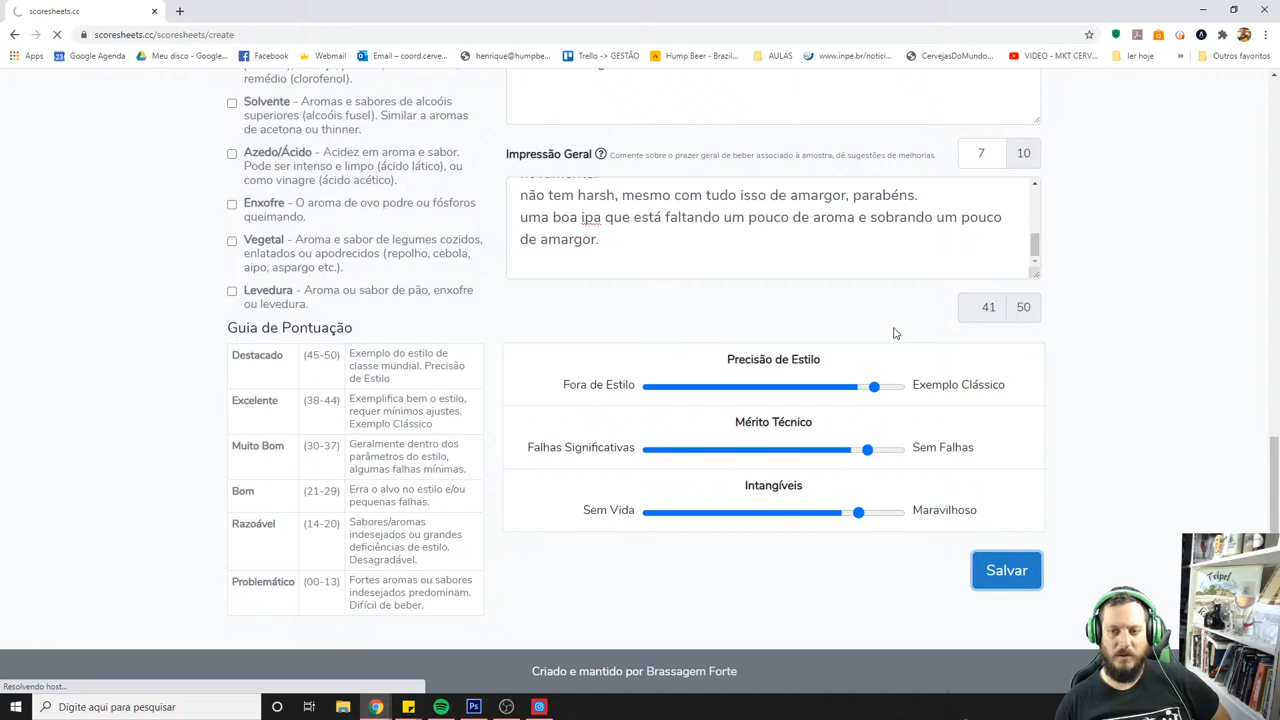 scoresheets.cc
scoresheets.cc/scoresheets/create
Apps
Google Agenda
Meu disco - Google...
Facebook
Webmail
Email – coord.cerve...
henrique@humpbe...
Trello ->> GESTÃO
Hump Beer - Brazil...
AULAS
www.inpe.br/notici...
CervejasDoMundo...
VIDEO - MKT CERV...
ler hoje
Outros favoritos
remédio (clorofenol).
Solvente - Aromas e sabores de alcoóis
superiores (alcoóis fusel). Similar a aromas
de acetona ou thinner.
Azedo/Ácido - Acidez em aroma e sabor.
Pode ser intenso e limpo (ácido lático), ou
como vinagre (ácido acético).
Enxofre - O aroma de ovo podre ou fósforos
queimando.
Vegetal - Aroma e sabor de legumes cozidos,
enlatados ou apodrecidos (repolho, cebola,
aipo, aspargo etc.).
Levedura - Aroma ou sabor de pão, enxofre
ou levedura.
Guia de Pontuação
Destacado (45-50) Exemplo do estilo de
classe mundial. Precisão
de Estilo
Excelente (38-44) Exemplifica bem o estilo,
requer mínimos ajustes.
Exemplo Clássico
Muito Bom (30-37) Geralmente dentro dos
parâmetros do estilo,
algumas falhas mínimas.
Bom (21-29) Erra o alvo no estilo e/ou
pequenas falhas.
Razoável (14-20) Sabores/aromas
indesejados ou grandes
deficiências de estilo.
Desagradável.
Problemático (00-13) Fortes aromas ou sabores
indesejados predominam.
Difícil de beber.
Impressão Geral Comente sobre o prazer geral de beber associado à amostra, dê sugestões de melhorias 7 10
novamente.
não tem harsh, mesmo com tudo isso de amargor, parabéns.
uma boa ipa que está faltando um pouco de aroma e sobrando um pouco
de amargor.
41 50
Precisão de Estilo
Fora de Estilo Exemplo Clássico
Mérito Técnico
Falhas Significativas Sem Falhas
Intangíveis
Sem Vida Maravilhoso
Salvar
Criado e mantido por Brassagem Forte
Resolvendo host...
Digite aqui para pesquisar